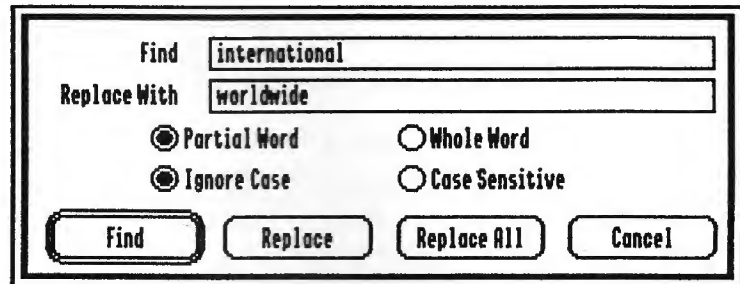 Find international
Replace With worldwide
Partial Word Whole Word
Ignore Case Case Sensitive
Find Replace Replace All Cancel